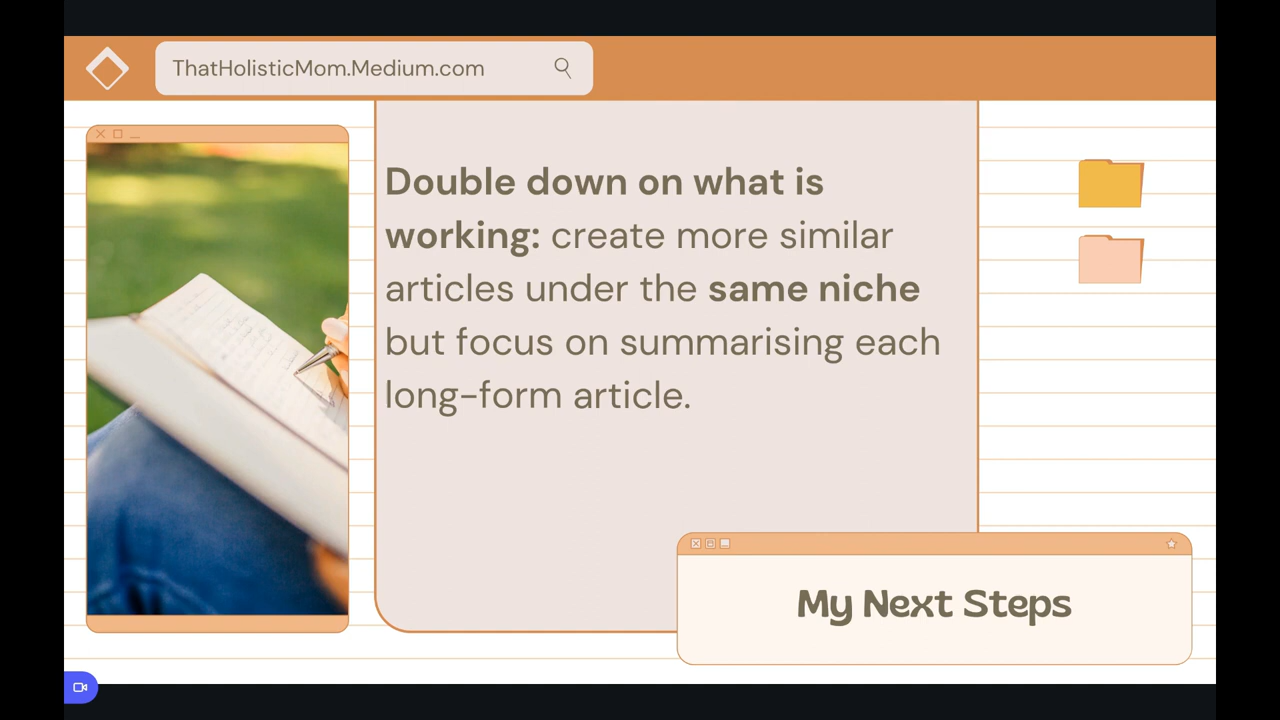 ThatHolisticMom.Medium.com
Double down on what is
working: create more similar
articles under the same niche
but focus on summarising each
long-form article.
My Next Steps